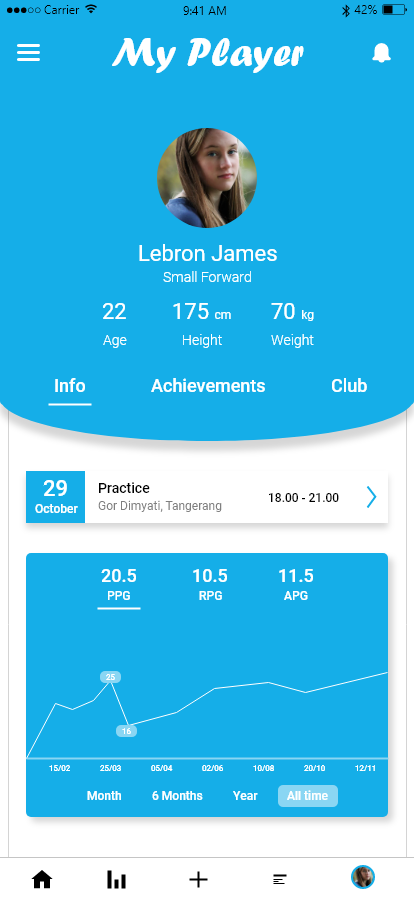 Carrier 9:41 AM 42%
My Player
Lebron James
Small Forward
22 175 cm 70 kg
Age Height Weight
Info Achievements Club
29
October
Practice
Gor Dimyati, Tangerang
18.00 - 21.00
20.5 10.5 11.5
PPG RPG APG
25
16
15/02 25/03 05/04 02/06 10/08 20/10 12/11
Month 6 Months Year All time